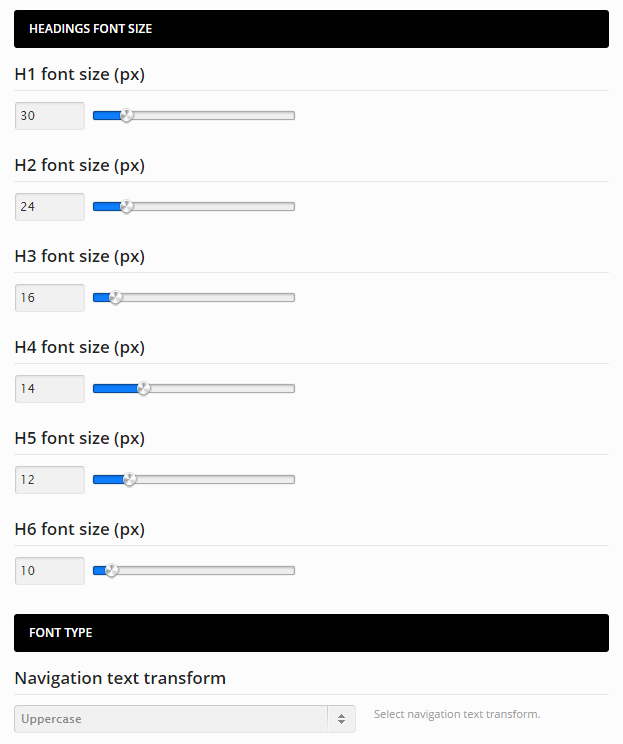 HEADINGS FONT SIZE
H1 font size (px)
30
H2 font size (px)
24
H3 font size (px)
16
H4 font size (px)
14
H5 font size (px)
12
H6 font size (px)
10
FONT TYPE
Navigation text transform
Uppercase
Select navigation text transform.